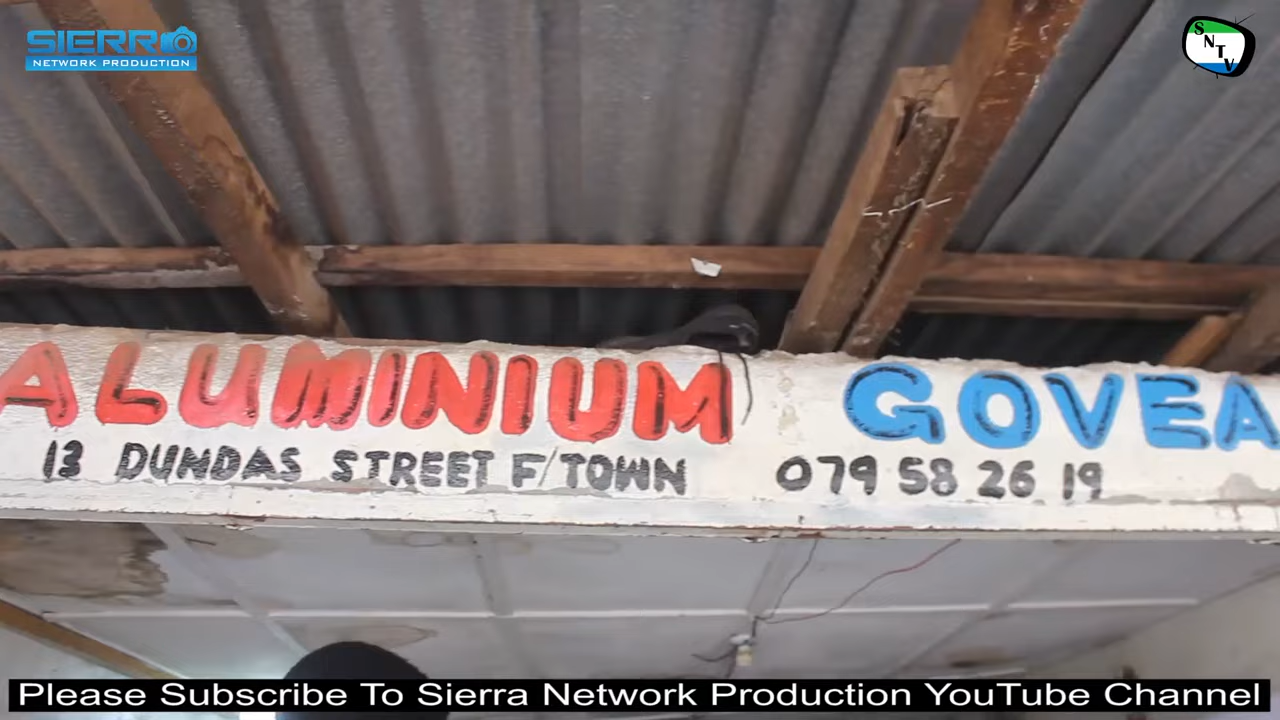 SIERRO
NETWORK PRODUCTION
SNTV
ALUMINIUM GOVEA
13 DUNDAS STREET F/TOWN 079 58 26 19
Please Subscribe To Sierra Network Production YouTube Channel